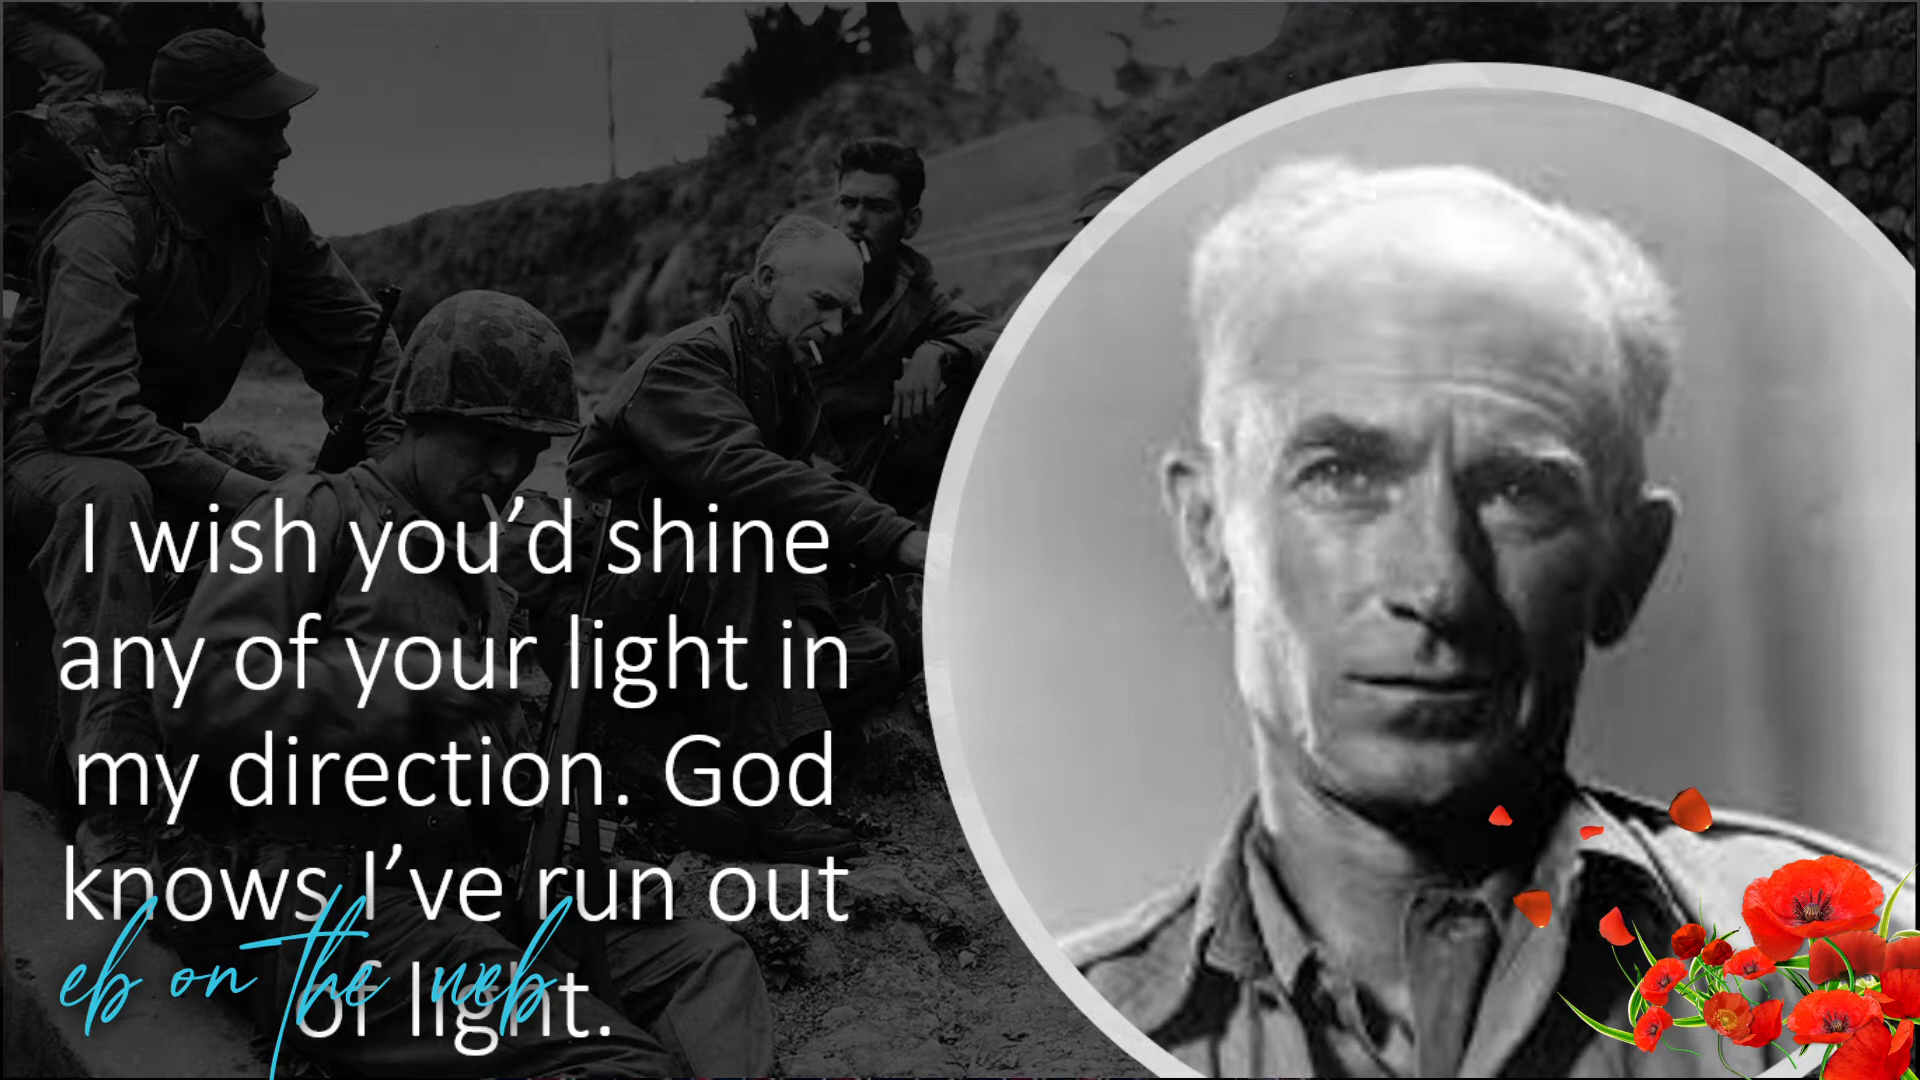 I wish you’d shine
any of your light in
my direction. God
knows I’ve run out
of light.
eb on the web